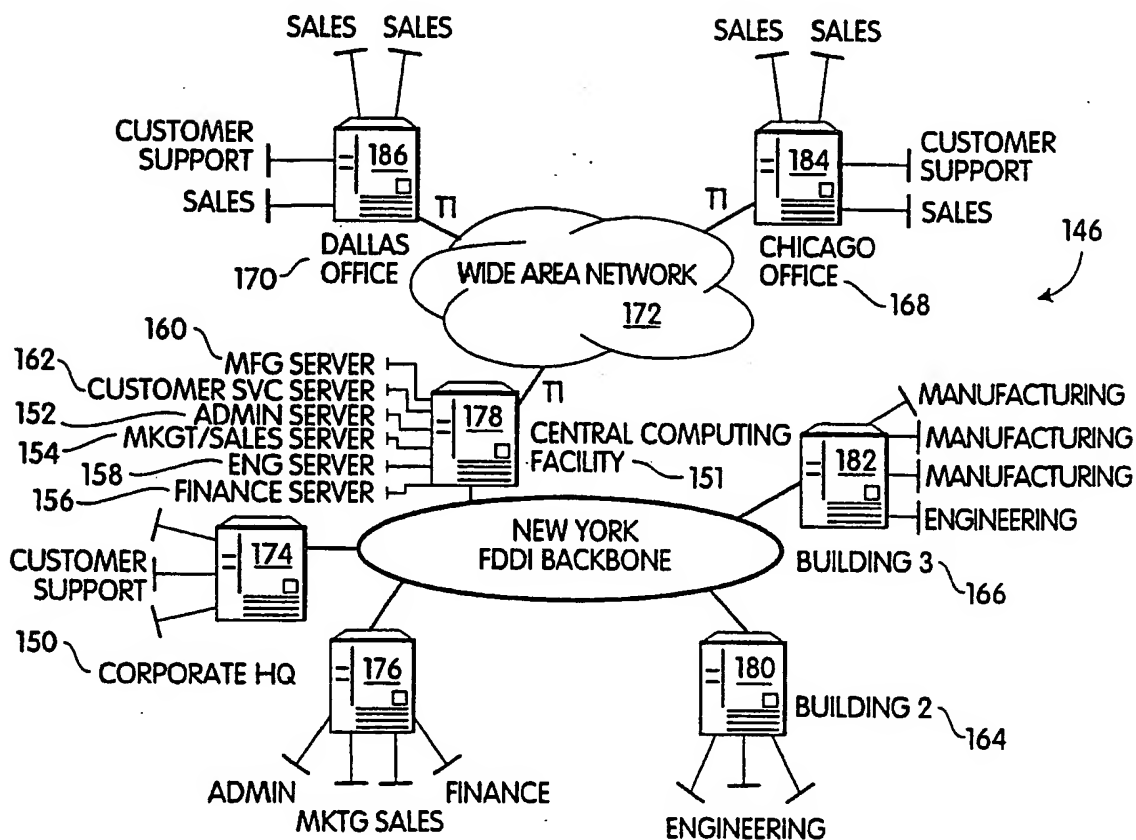 SALES SALES
SALES SALES
CUSTOMER
SUPPORT
186
SALES
T1
DALLAS
OFFICE
170
184
CUSTOMER
SUPPORT
SALES
T1
CHICAGO
OFFICE
168
146
WIDE AREA NETWORK
172
160
MFG SERVER
162
CUSTOMER SVC SERVER
152
ADMIN SERVER
154
MKGT/SALES SERVER
158
ENG SERVER
156
FINANCE SERVER
178
T1
CENTRAL COMPUTING
FACILITY
151
182
MANUFACTURING
MANUFACTURING
MANUFACTURING
ENGINEERING
BUILDING 3
166
NEW YORK
FDDI BACKBONE
174
CUSTOMER
SUPPORT
150
CORPORATE HQ
176
ADMIN
MKTG SALES
FINANCE
180
BUILDING 2
164
ENGINEERING